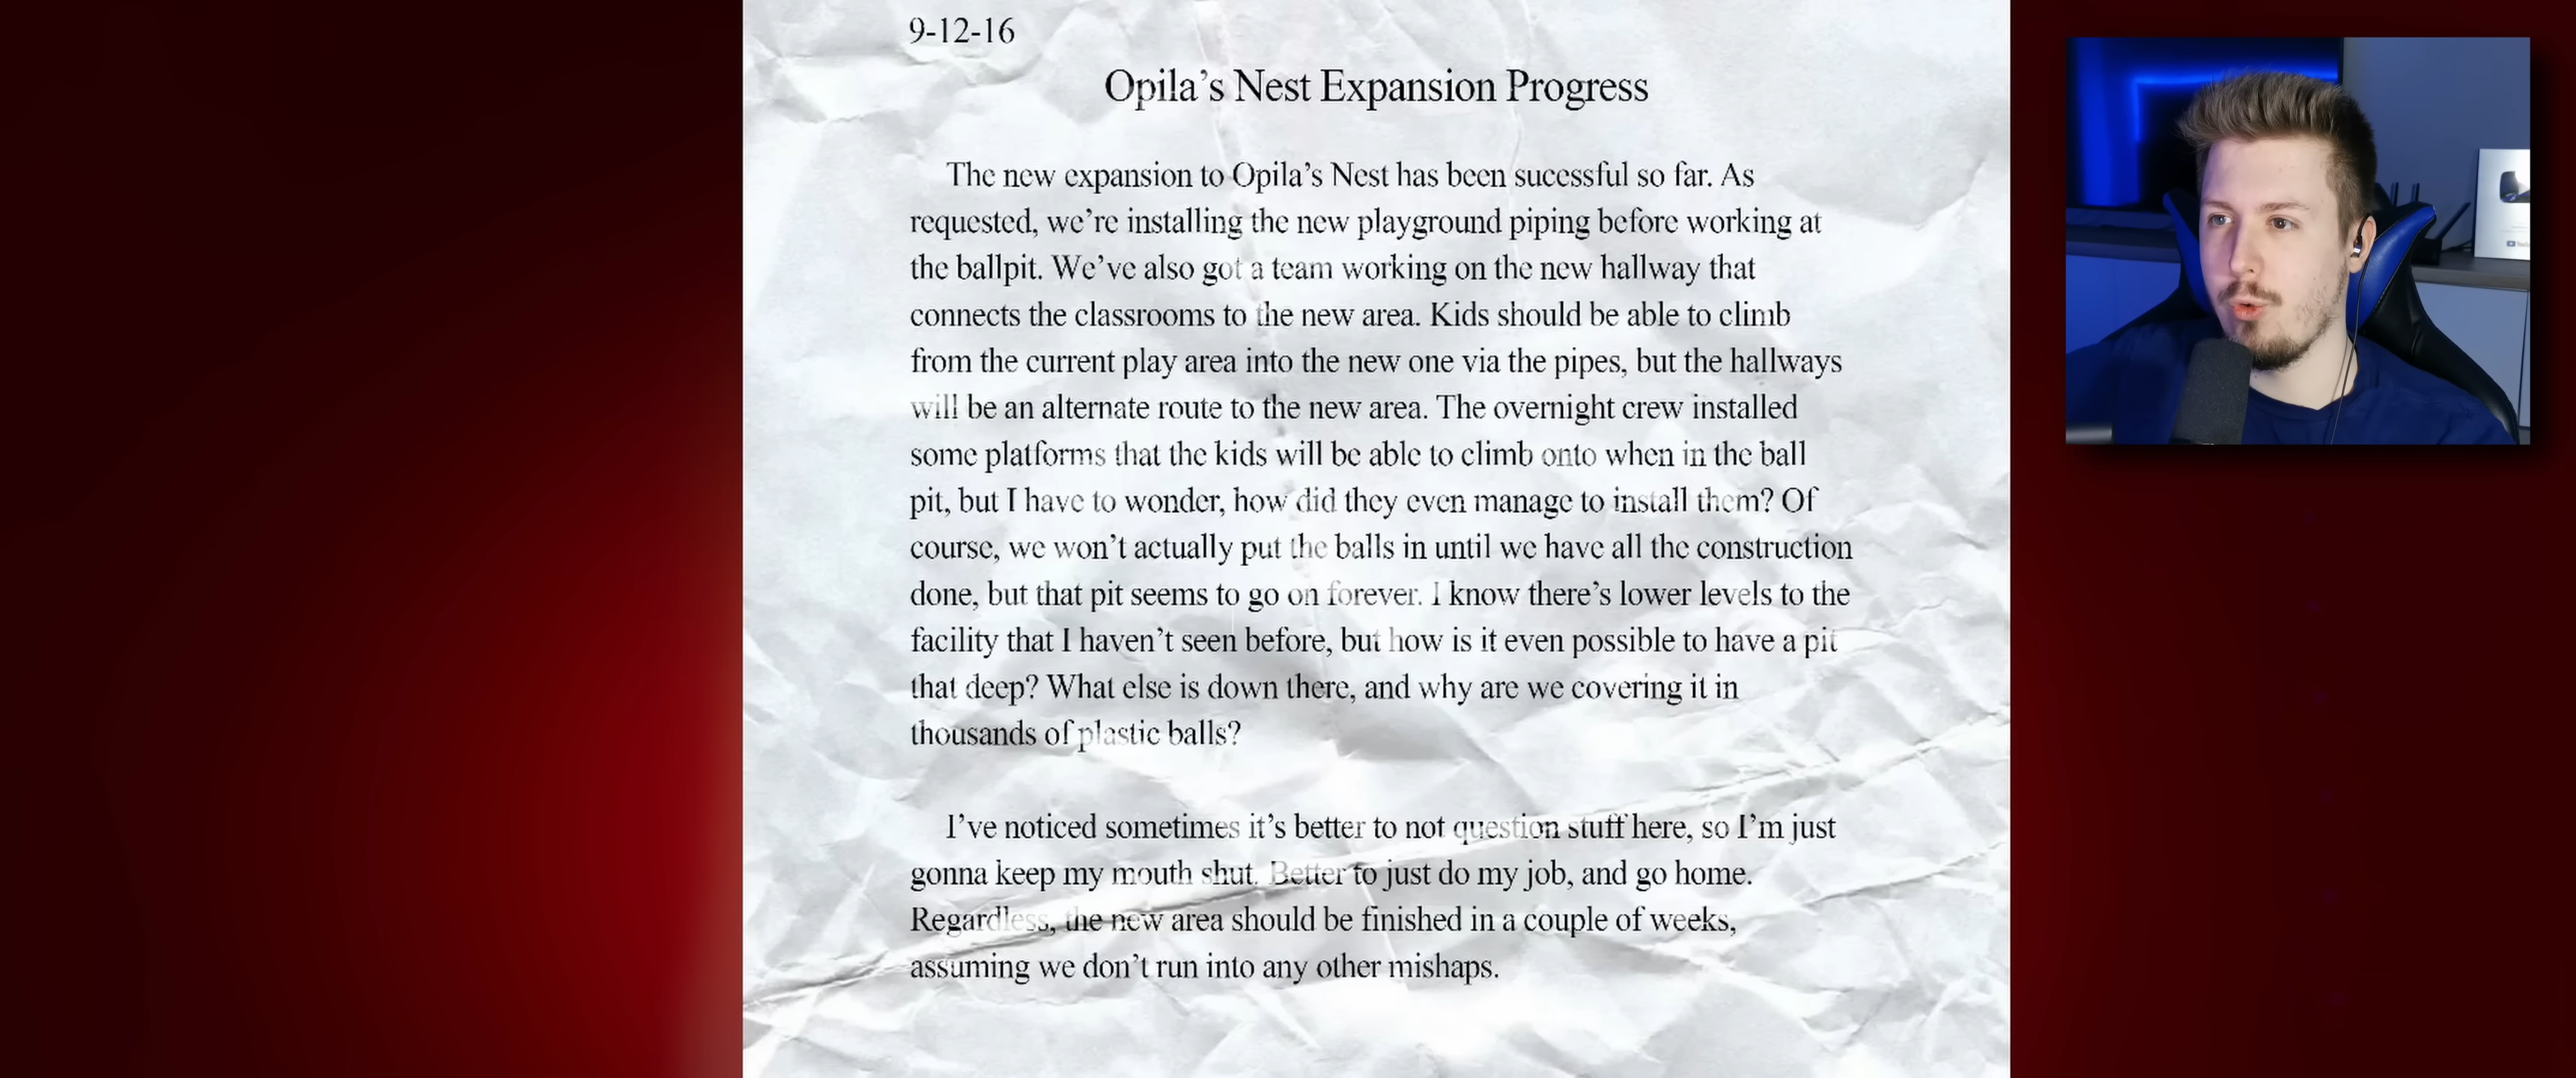 9-12-16
Opila's Nest Expansion Progress
The new expansion to Opila's Nest has been sucessful so far. As
requested, we're installing the new playground piping before working at
the ballpit. We've also got a team working on the new hallway that
connects the classrooms to the new area. Kids should be able to climb
from the current play area into the new one via the pipes, but the hallways
will be an alternate route to the new area. The overnight crew installed
some platforms that the kids will be able to climb onto when in the ball
pit, but I have to wonder, how did they even manage to install them? Of
course, we won't actually put the balls in until we have all the construction
done, but that pit seems to go on forever. I know there's lower levels to the
facility that I haven't seen before, but how is it even possible to have a pit
that deep? What else is down there, and why are we covering it in
thousands of plastic balls?
I've noticed sometimes it's better to not question stuff here, so I'm just
gonna keep my mouth shut. Better to just do my job, and go home.
Regardless, the new area should be finished in a couple of weeks,
assuming we don't run into any other mishaps.